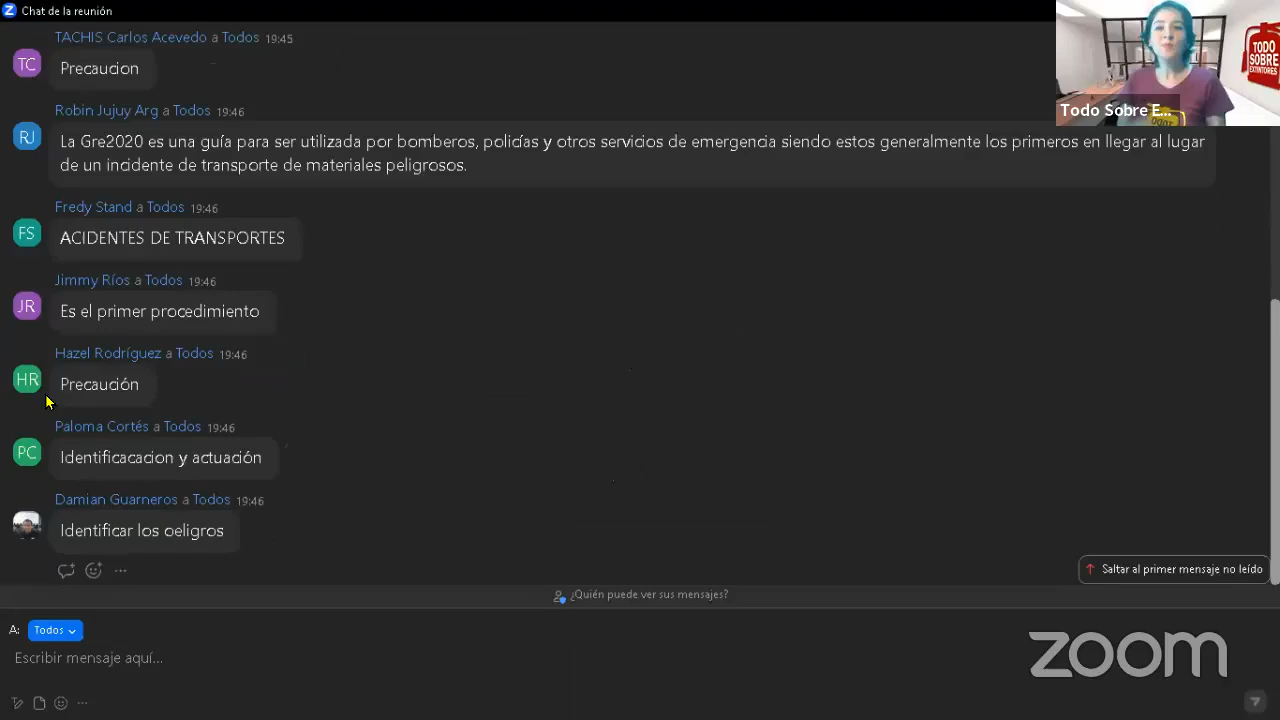 Chat de la reunión
TACHIS Carlos Acevedo a Todos 19:45
TC
Precaucion
TODO
SOBRE
EXTINTORES
Todo Sobre E...
Robin Jujuy Arg a Todos 19:46
RJ
La Gre2020 es una guía para ser utilizada por bomberos, policías y otros servicios de emergencia siendo estos generalmente los primeros en llegar al lugar
de un incidente de transporte de materiales peligrosos.
Fredy Stand a Todos 19:46
FS
ACIDENTES DE TRANSPORTES
Jimmy Ríos a Todos 19:46
JR
Es el primer procedimiento
Hazel Rodríguez a Todos 19:46
HR
Precaución
Paloma Cortés a Todos 19:46
PC
Identificacacion y actuación
Damian Guarneros a Todos 19:46
Identificar los oeligros
Saltar al primer mensaje no leído
¿Quién puede ver sus mensajes?
A: Todos
Escribir mensaje aquí...
zoom